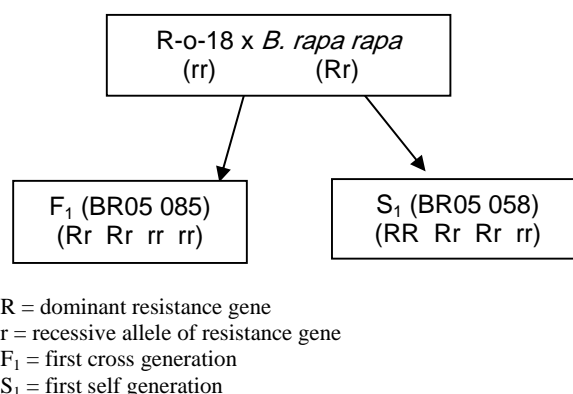 R-o-18 x B. rapa rapa
(rr) (Rr)
F₁ (BR05 085)
(Rr Rr rr rr)
S₁ (BR05 058)
(RR Rr Rr rr)
R = dominant resistance gene
r = recessive allele of resistance gene
F₁ = first cross generation
S₁ = first self generation